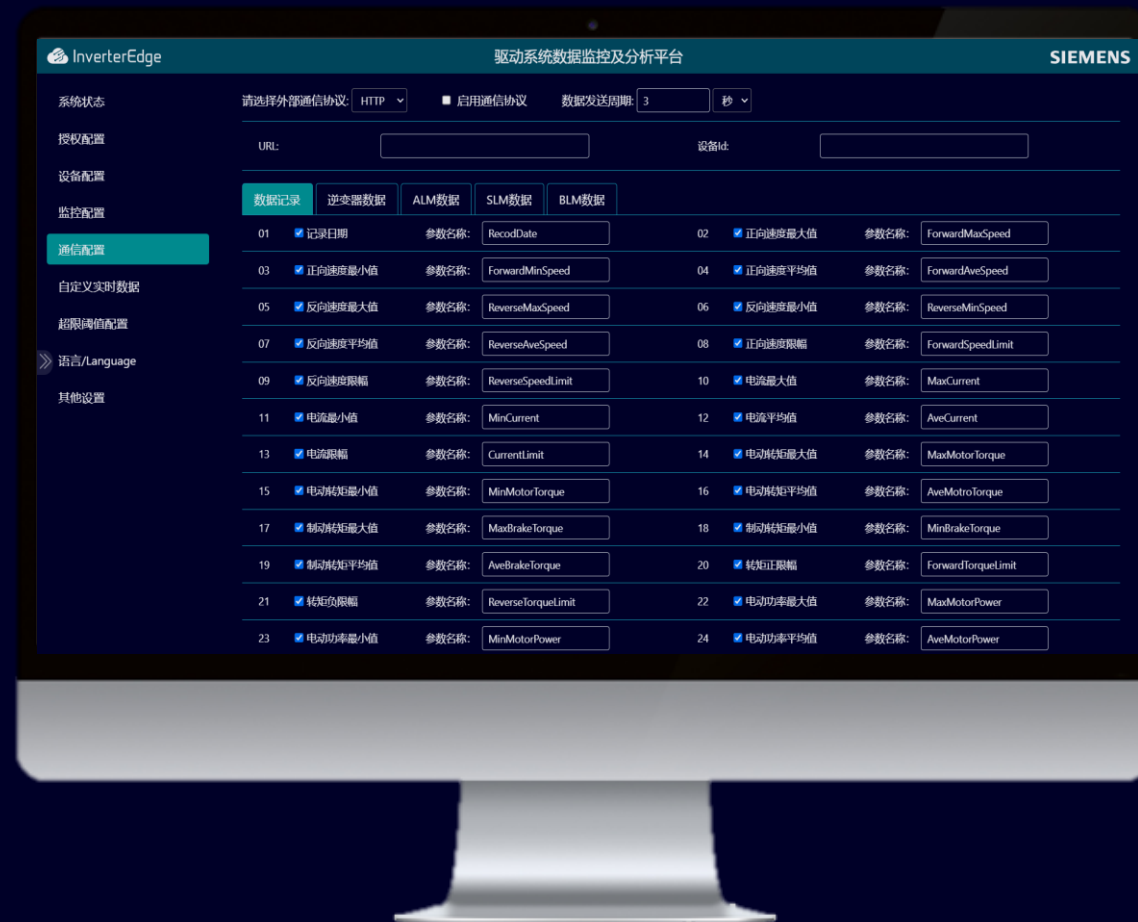 InverterEdge 驱动系统数据监控及分析平台 SIEMENS
系统状态
授权配置
设备配置
监控配置
通信配置
自定义实时数据
超限阈值配置
语言/Language
其他设置
请选择外部通信协议: HTTP 启用通信协议 数据发送周期: 3 秒
URL: 设备Id:
数据记录 逆变器数据 ALM数据 SLM数据 BLM数据
01 记录日期 参数名称: RecodDate 02 正向速度最大值 参数名称: ForwardMaxSpeed
03 正向速度最小值 参数名称: ForwardMinSpeed 04 正向速度平均值 参数名称: ForwardAveSpeed
05 反向速度最大值 参数名称: ReverseMaxSpeed 06 反向速度最小值 参数名称: ReverseMinSpeed
07 反向速度平均值 参数名称: ReverseAveSpeed 08 正向速度限幅 参数名称: ForwardSpeedLimit
09 反向速度限幅 参数名称: ReverseSpeedLimit 10 电流最大值 参数名称: MaxCurrent
11 电流最小值 参数名称: MinCurrent 12 电流平均值 参数名称: AveCurrent
13 电流限幅 参数名称: CurrentLimit 14 电动转矩最大值 参数名称: MaxMotorTorque
15 电动转矩最小值 参数名称: MinMotorTorque 16 电动转矩平均值 参数名称: AveMotroTorque
17 制动转矩最大值 参数名称: MaxBrakeTorque 18 制动转矩最小值 参数名称: MinBrakeTorque
19 制动转矩平均值 参数名称: AveBrakeTorque 20 转矩正限幅 参数名称: ForwardTorqueLimit
21 转矩负限幅 参数名称: ReverseTorqueLimit 22 电动功率最大值 参数名称: MaxMotorPower
23 电动功率最小值 参数名称: MinMotorPower 24 电动功率平均值 参数名称: AveMotorPower